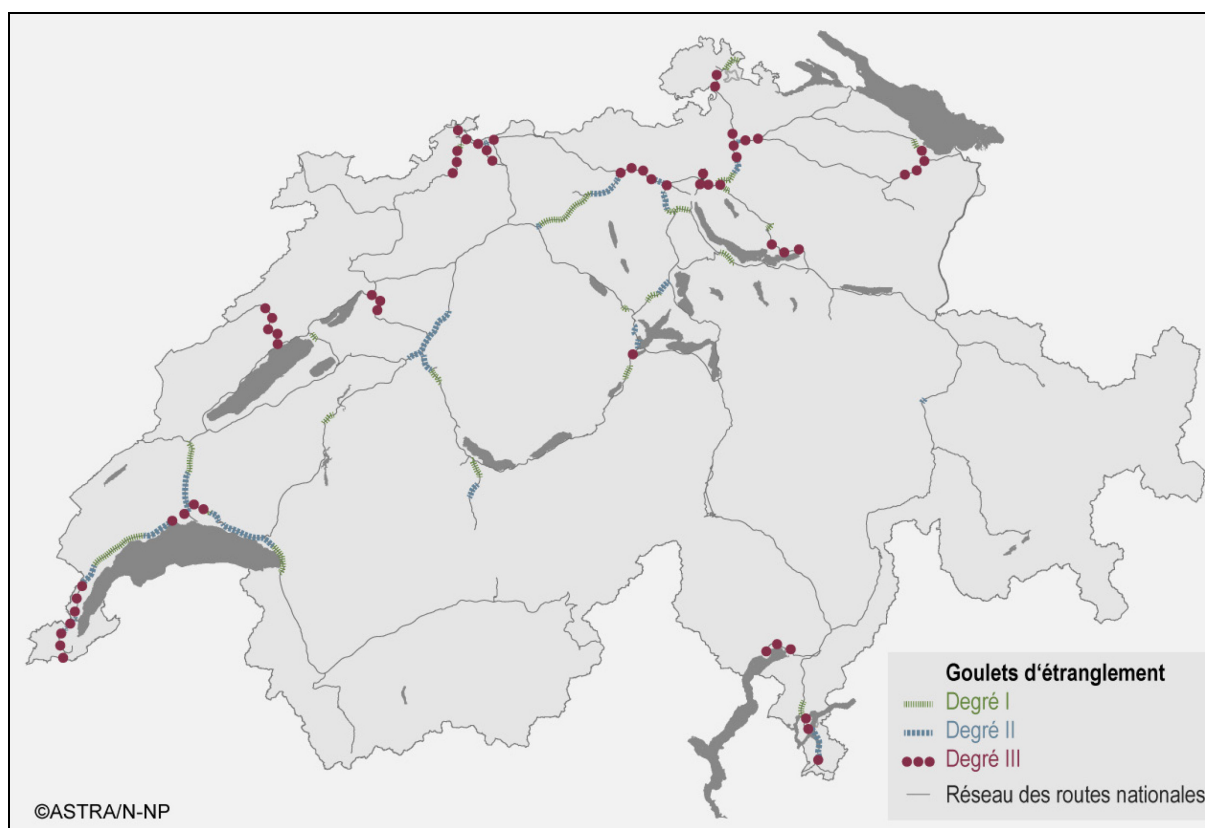 Goulets d‘étranglement
Degré I
Degré II
Degré III
Réseau des routes nationales
©ASTRA/N-NP